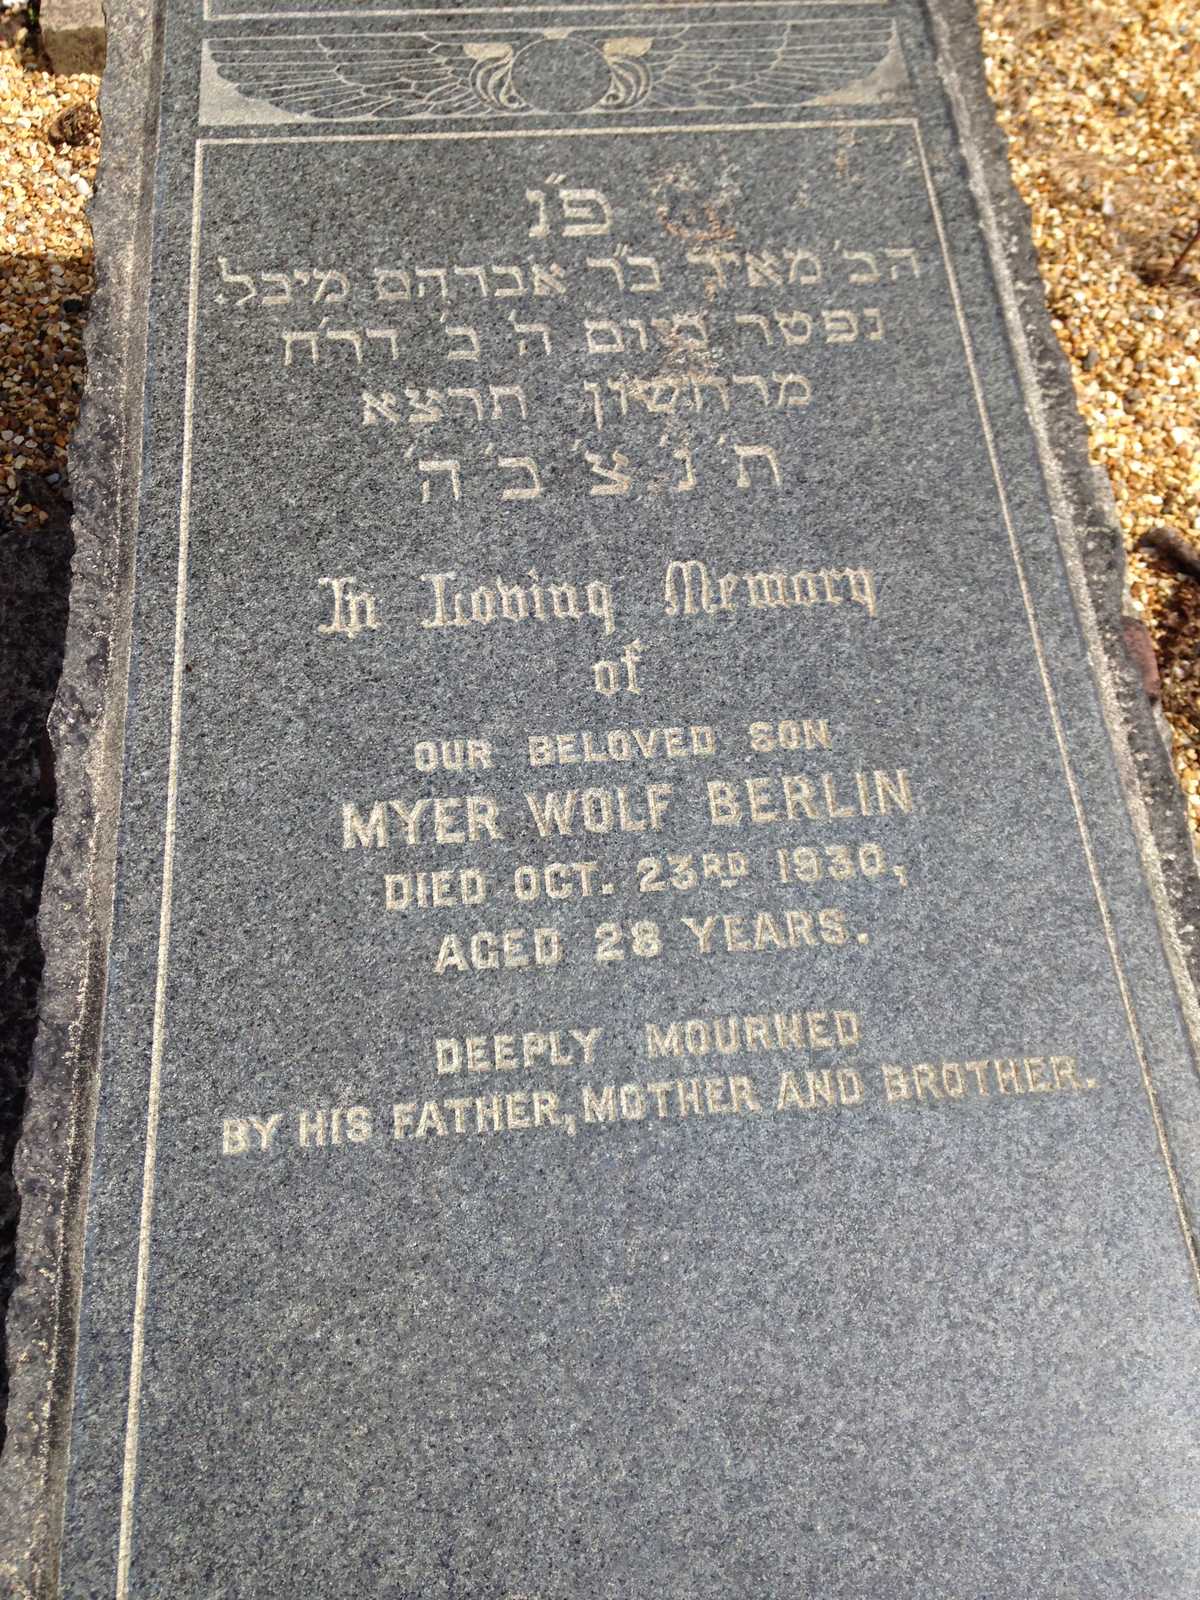 פ"נ
הב' מאיר ב"ר אברהם מיכל.
נפטר ביום ה' ב' דר"ח
מרחשון תרצא
ת' נ' צ' ב' ה'
In Loving Memory
of
OUR BELOVED SON
MYER WOLF BERLIN
DIED OCT. 23RD 1930,
AGED 28 YEARS.
DEEPLY MOURNED
BY HIS FATHER, MOTHER AND BROTHER.